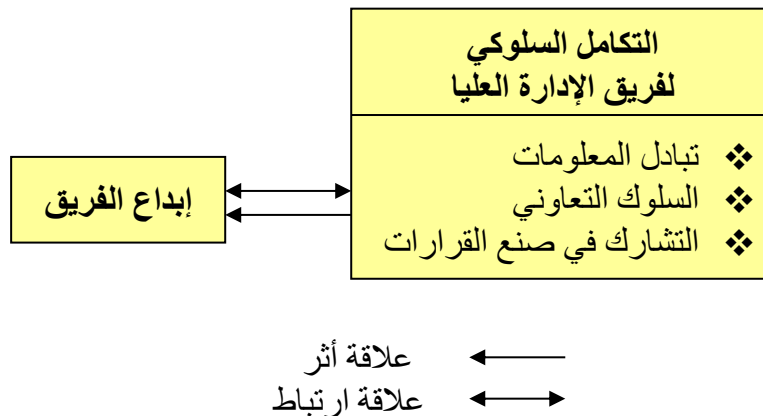 التكامل السلوكي
لفريق الإدارة العليا
❖ تبادل المعلومات
❖ السلوك التعاوني
❖ التشارك في صنع القرارات
إبداع الفريق
علاقة أثر
علاقة ارتباط